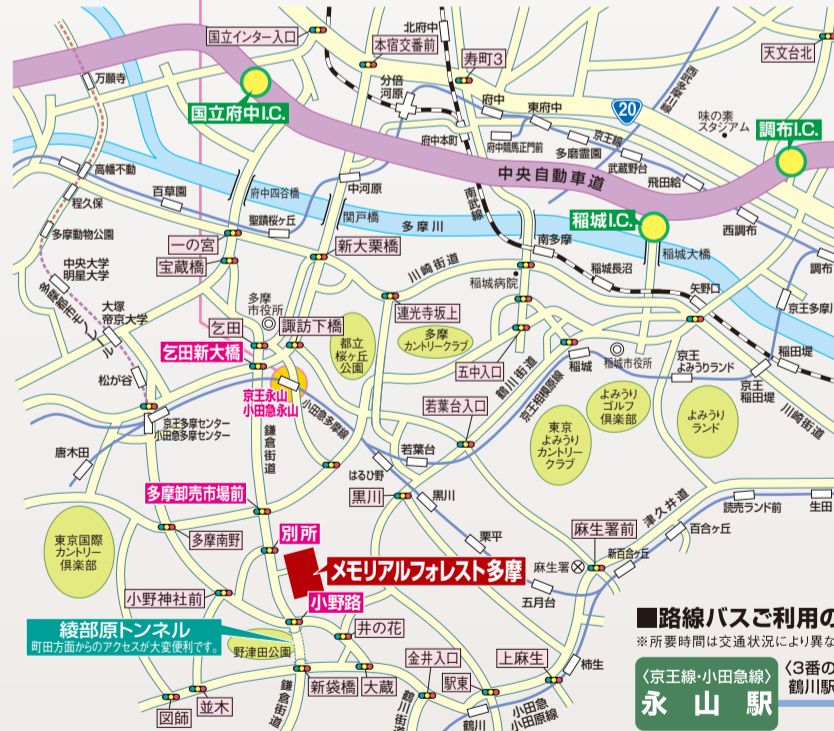 国立インター入口
北府中
本宿交番前
寿町3
天文台北
万願寺
国立府中I.C.
分倍
河原
府中
東府中
20
西武多摩川線
味の素
スタジアム
調布I.C.
府中本町
府中競馬正門前
京王線
多磨霊園
武蔵野台
飛田給
中央自動車道
高幡不動
百草園
程久保
府中四谷橋
中河原
聖蹟桜ヶ丘
関戸橋
多摩川
南武線
稲城I.C.
西調布
多摩動物公園
一の宮
宝蔵橋
新大栗橋
川崎街道
南多摩
稲城病院
稲城長沼
稲城大橋
調布
中央大学
明星大学
多摩都市モノレール
大塚
帝京大学
多摩
市役所
乞田
諏訪下橋
乞田新大橋
都立
桜ヶ丘
公園
連光寺坂上
多摩
カントリークラブ
五中入口
矢野口
京王多摩川
稲城
稲城市役所
京王
よみうりランド
稲田堤
京王
稲田堤
川崎街道
松が谷
京王永山
小田急永山
小田急多摩線
鶴川街道
京王相模原線
若葉台入口
よみうり
ゴルフ
倶楽部
よみうり
ランド
東京
よみうり
カントリー
クラブ
京王多摩センター
小田急多摩センター
唐木田
鎌倉街道
はるひ野
若葉台
黒川
黒川
多摩卸売市場前
津久井道
読売ランド前
生田
東京国際
カントリー
倶楽部
多摩南野
別所
栗平
麻生署前
百合ヶ丘
新百合ヶ丘
麻生署
メモリアルフォレスト多摩
五月台
小野神社前
小野路
井の花
綾部原トンネル
町田方面からのアクセスが大変便利です。
野津田公園
金井入口
上麻生
柿生
新袋橋
大蔵
駅東
図師
並木
鎌倉街道
鶴川街道
鶴川
小田急
小田原線
■路線バスご利用の
※所要時間は交通状況により異な
〈京王線・小田急線〉
永山駅
〈3番の
鶴川駅